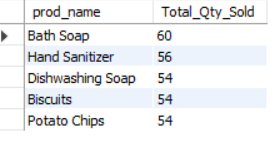 prod_name Total_Qty_Sold
Bath Soap 60
Hand Sanitizer 56
Dishwashing Soap 54
Biscuits 54
Potato Chips 54